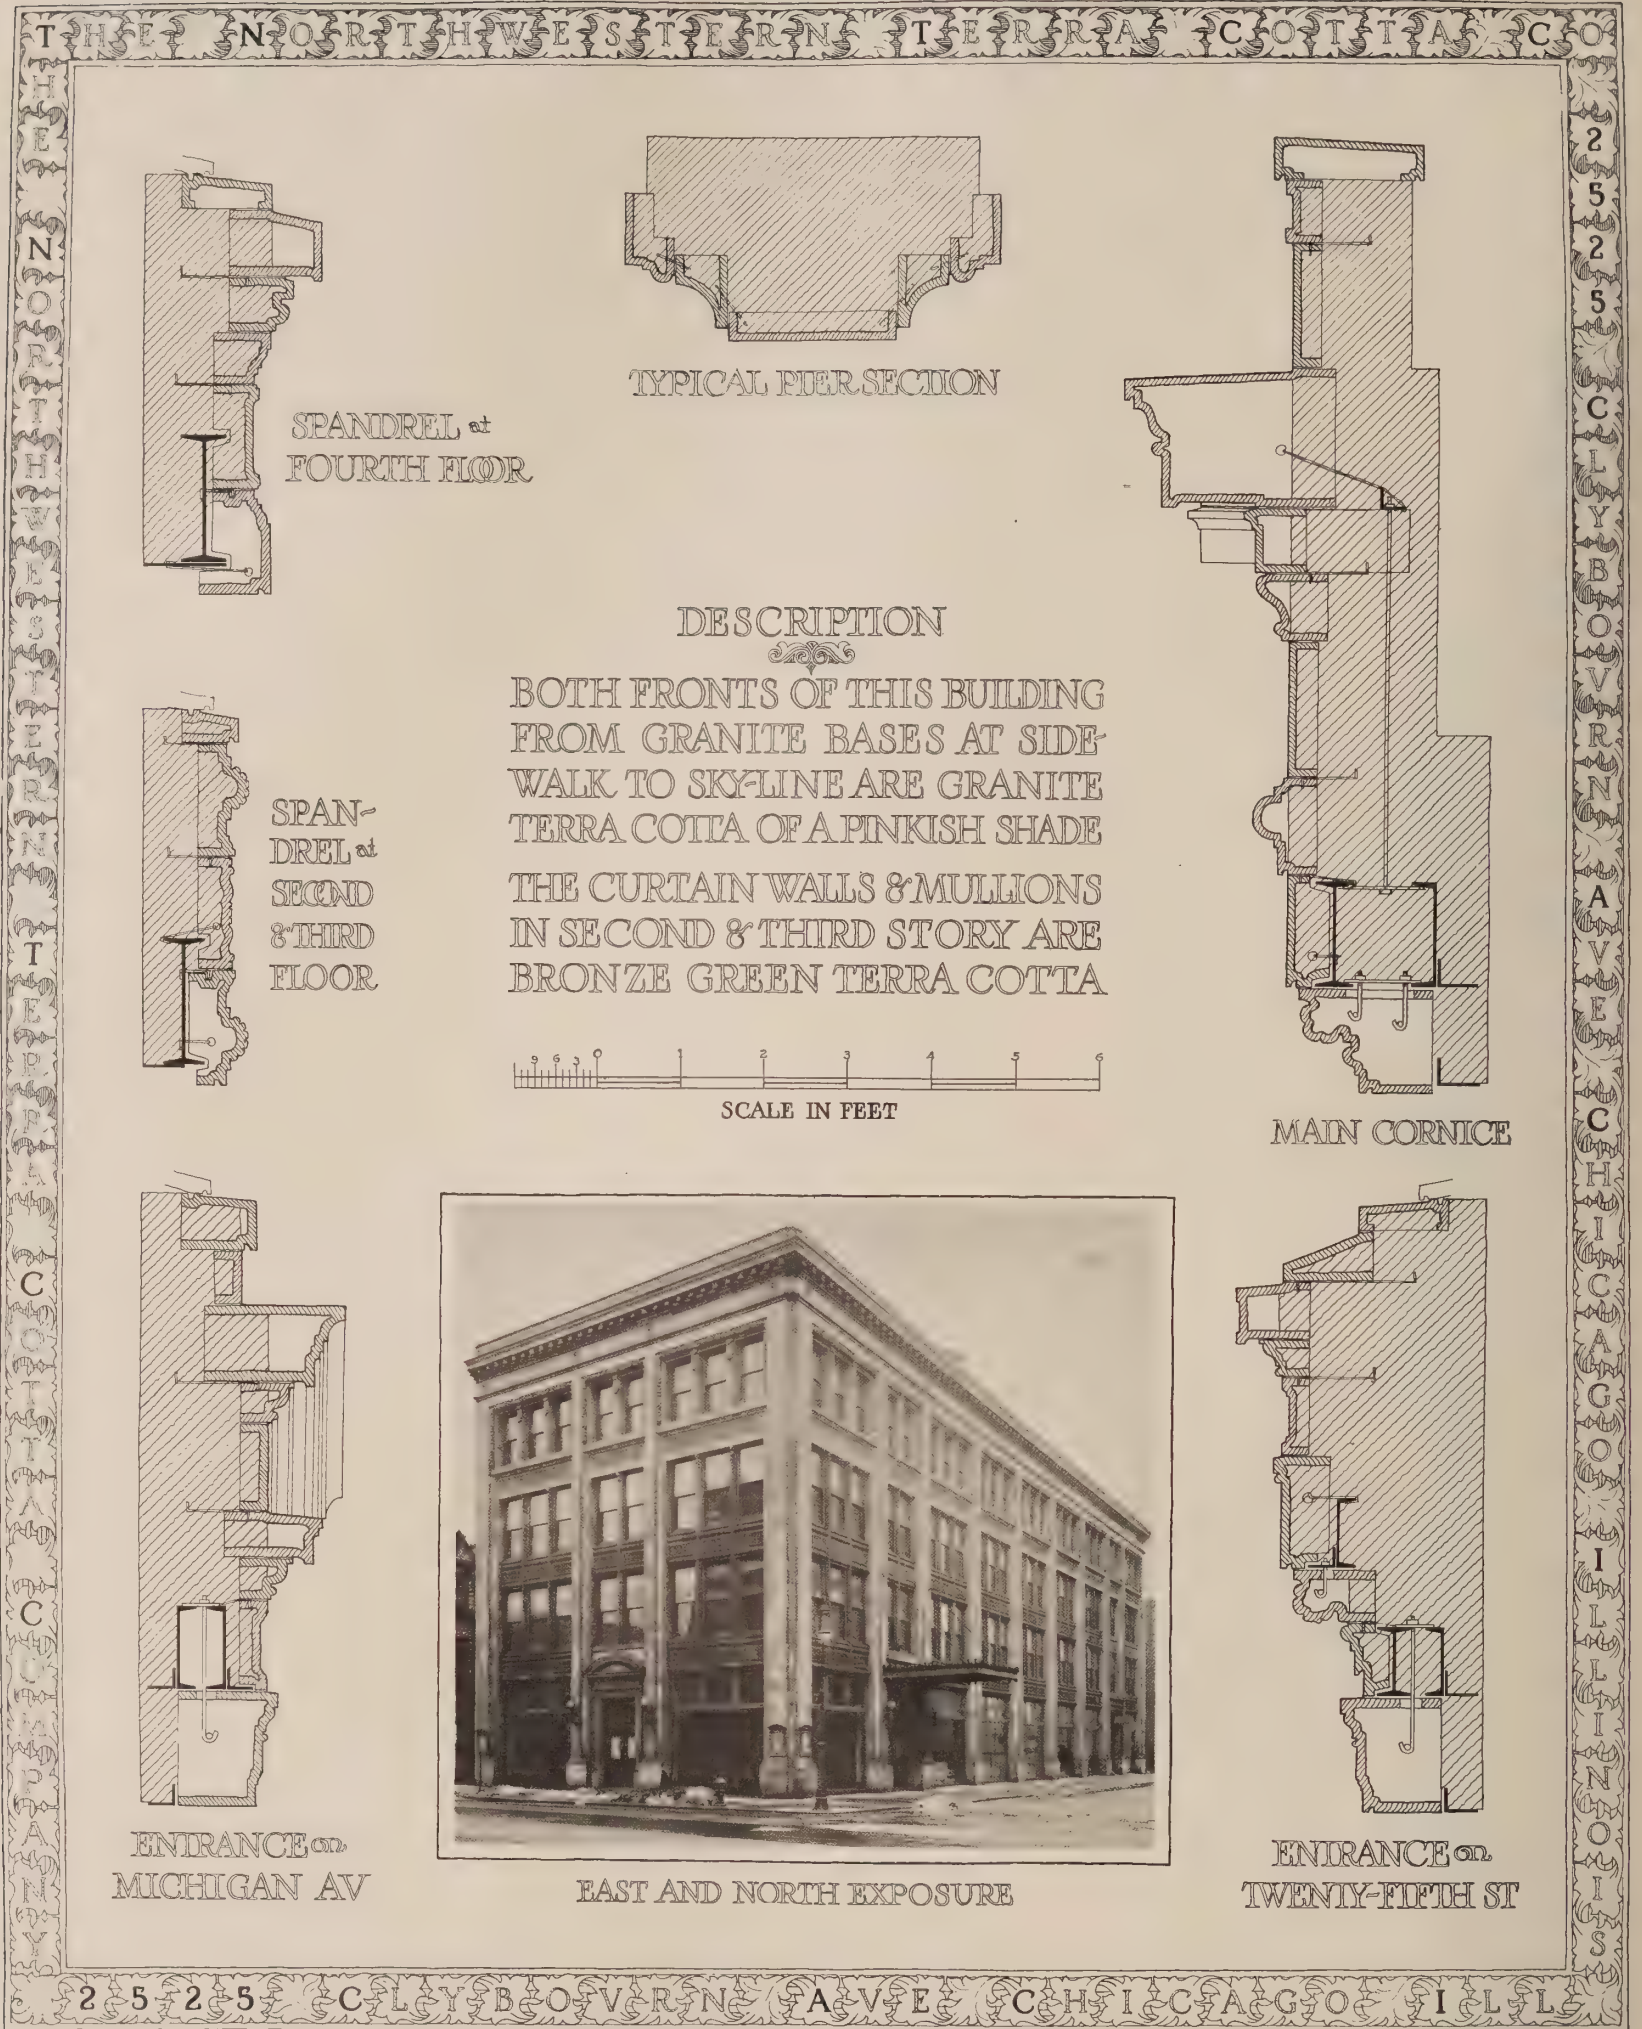 THE NORTHWESTERN TERRA COTTA CO
THE NORTHWESTERN TERRA COTTA COMPANY
2525 CLYBOVRN AVE CHICAGO ILLINOIS
TYPICAL PIER SECTION
SPANDREL at
FOURTH FLOOR
DESCRIPTION
BOTH FRONTS OF THIS BUILDING
FROM GRANITE BASES AT SIDE-
WALK TO SKY-LINE ARE GRANITE
TERRA COTTA OF A PINKISH SHADE
THE CURTAIN WALLS & MULLIONS
IN SECOND & THIRD STORY ARE
BRONZE GREEN TERRA COTTA
SPAN-
DREL at
SECOND
& THIRD
FLOOR
9 6 3 0 1 2 3 4 5 6
SCALE IN FEET
MAIN CORNICE
ENTRANCE on
MICHIGAN AV
EAST AND NORTH EXPOSURE
ENTRANCE on
TWENTY-FIFTH ST
2525 CLYBOVRN AVE CHICAGO ILL